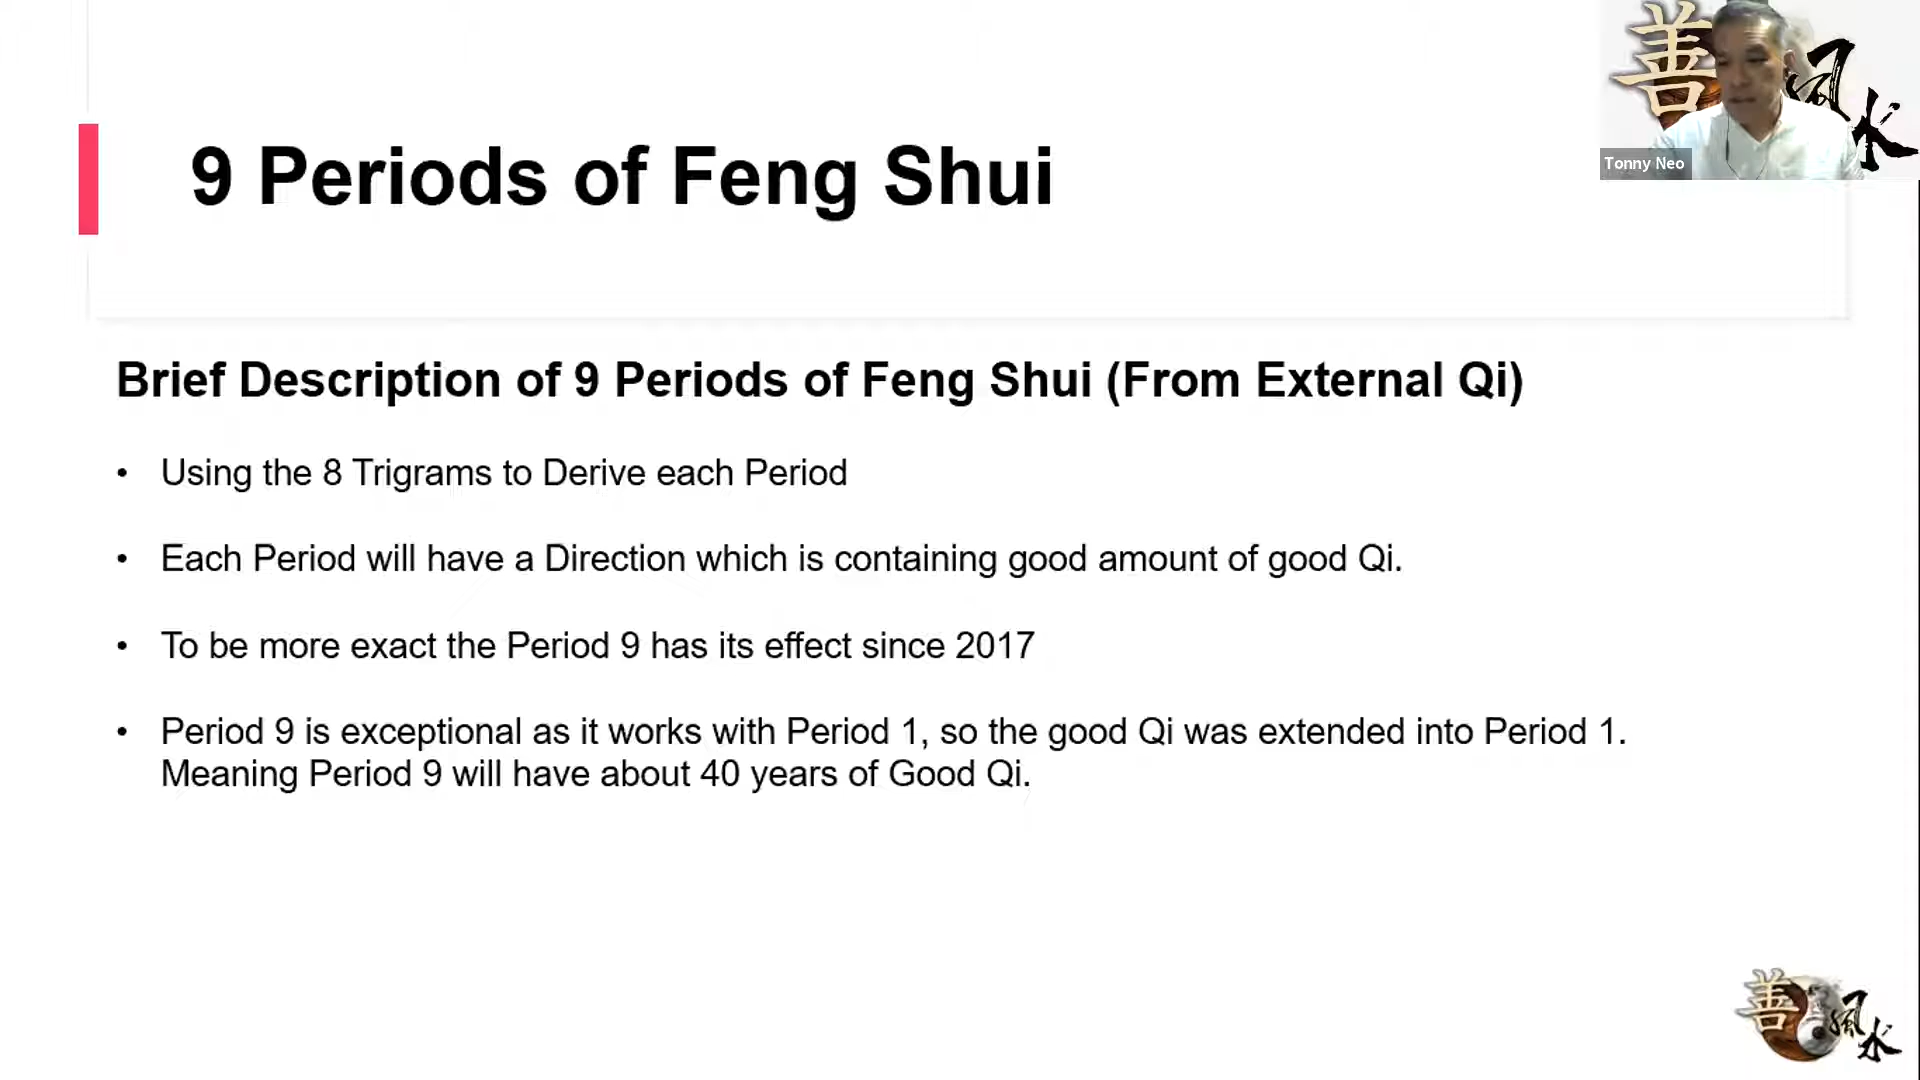 善 風水
Tonny Neo
9 Periods of Feng Shui
Brief Description of 9 Periods of Feng Shui (From External Qi)
• Using the 8 Trigrams to Derive each Period
• Each Period will have a Direction which is containing good amount of good Qi.
• To be more exact the Period 9 has its effect since 2017
• Period 9 is exceptional as it works with Period 1, so the good Qi was extended into Period 1.
Meaning Period 9 will have about 40 years of Good Qi.
善 風水